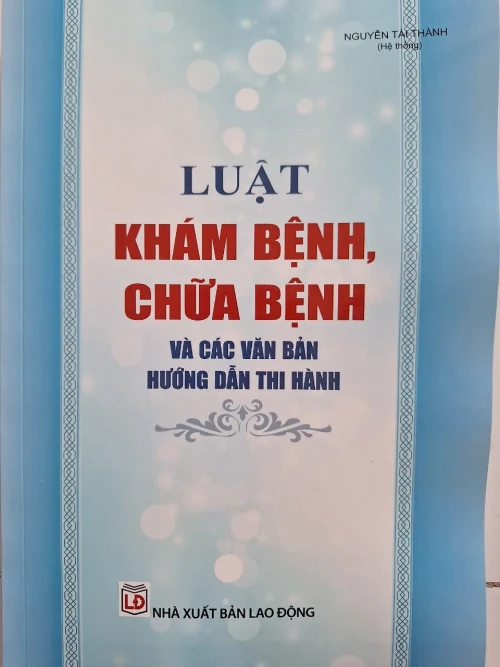 NGUYỄN TÀI THÀNH
(Hệ thống)
LUẬT
KHÁM BỆNH,
CHỮA BỆNH
VÀ CÁC VĂN BẢN
HƯỚNG DẪN THI HÀNH
LĐ
NHÀ XUẤT BẢN LAO ĐỘNG